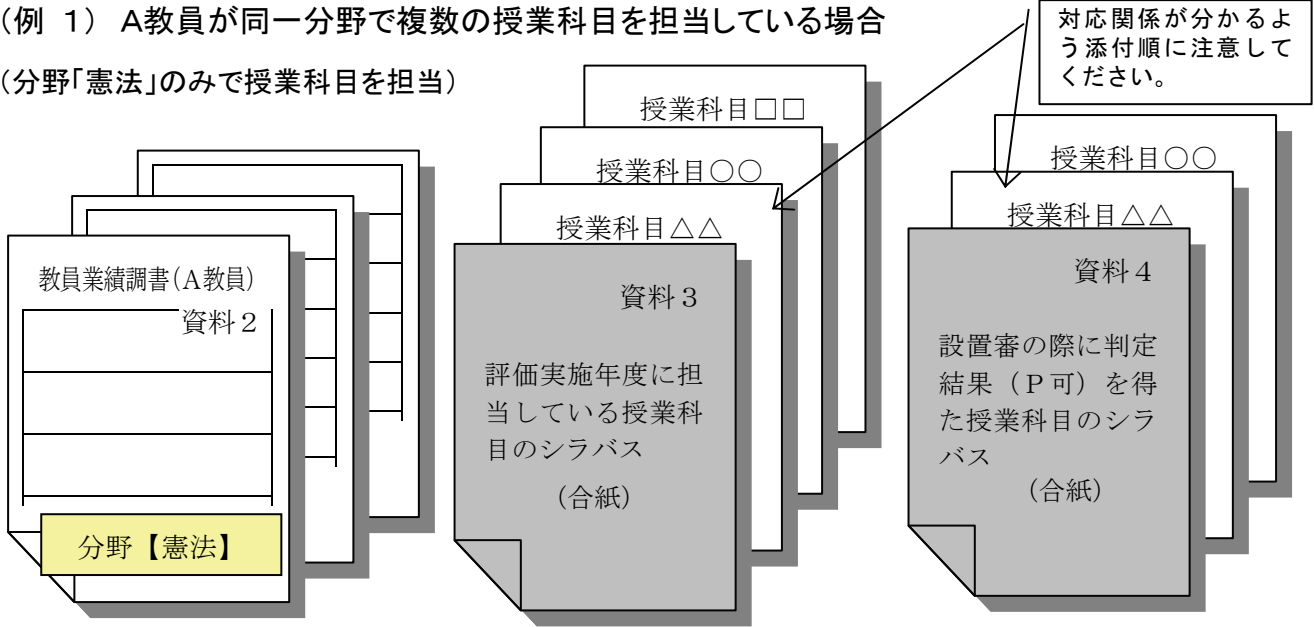 (例 1) A教員が同一分野で複数の授業科目を担当している場合
(分野「憲法」のみで授業科目を担当)
対応関係が分かるよ
う添付順に注意して
ください。
教員業績調書(A教員)
資料2
分野【憲法】
授業科目□□
授業科目○○
授業科目△△
資料3
評価実施年度に担
当している授業科
目のシラバス
(合紙)
授業科目○○
授業科目△△
資料4
設置審の際に判定
結果(P可)を得
た授業科目のシラ
バス
(合紙)